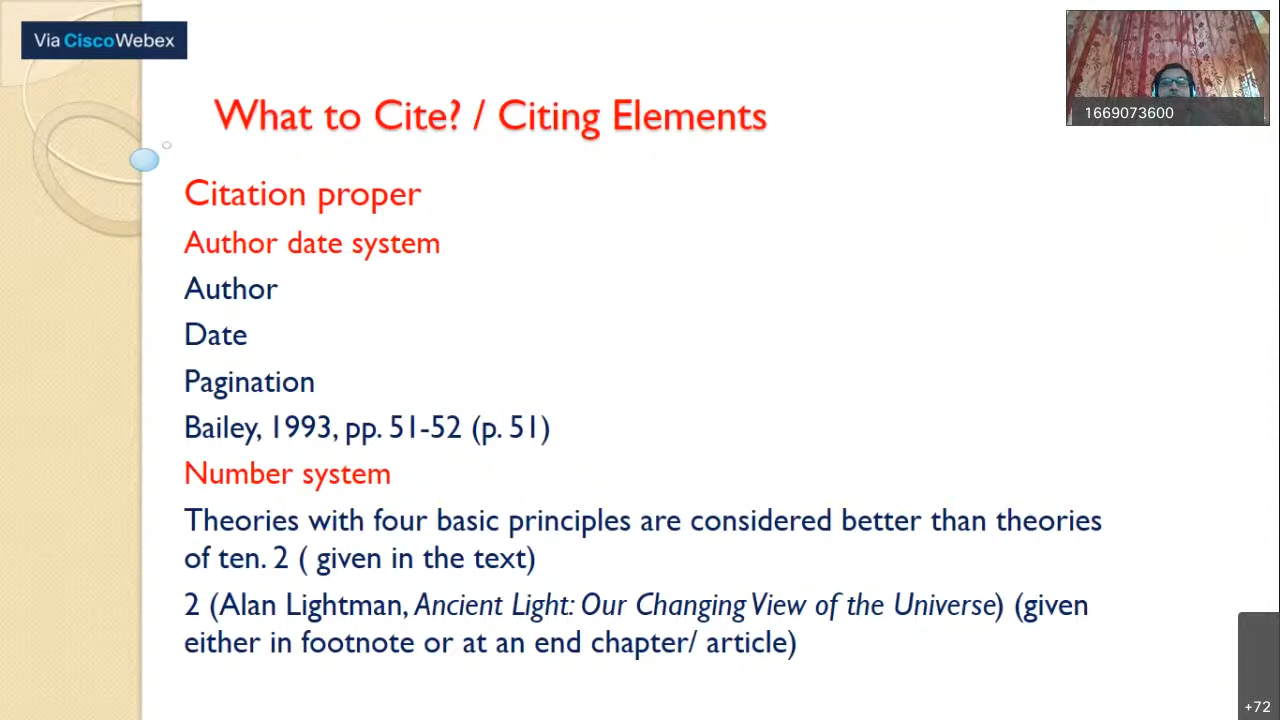 Via CiscoWebex
1669073600
What to Cite? / Citing Elements
Citation proper
Author date system
Author
Date
Pagination
Bailey, 1993, pp. 51-52 (p. 51)
Number system
Theories with four basic principles are considered better than theories
of ten. 2 ( given in the text)
2 (Alan Lightman, Ancient Light: Our Changing View of the Universe) (given
either in footnote or at an end chapter/ article)
+72